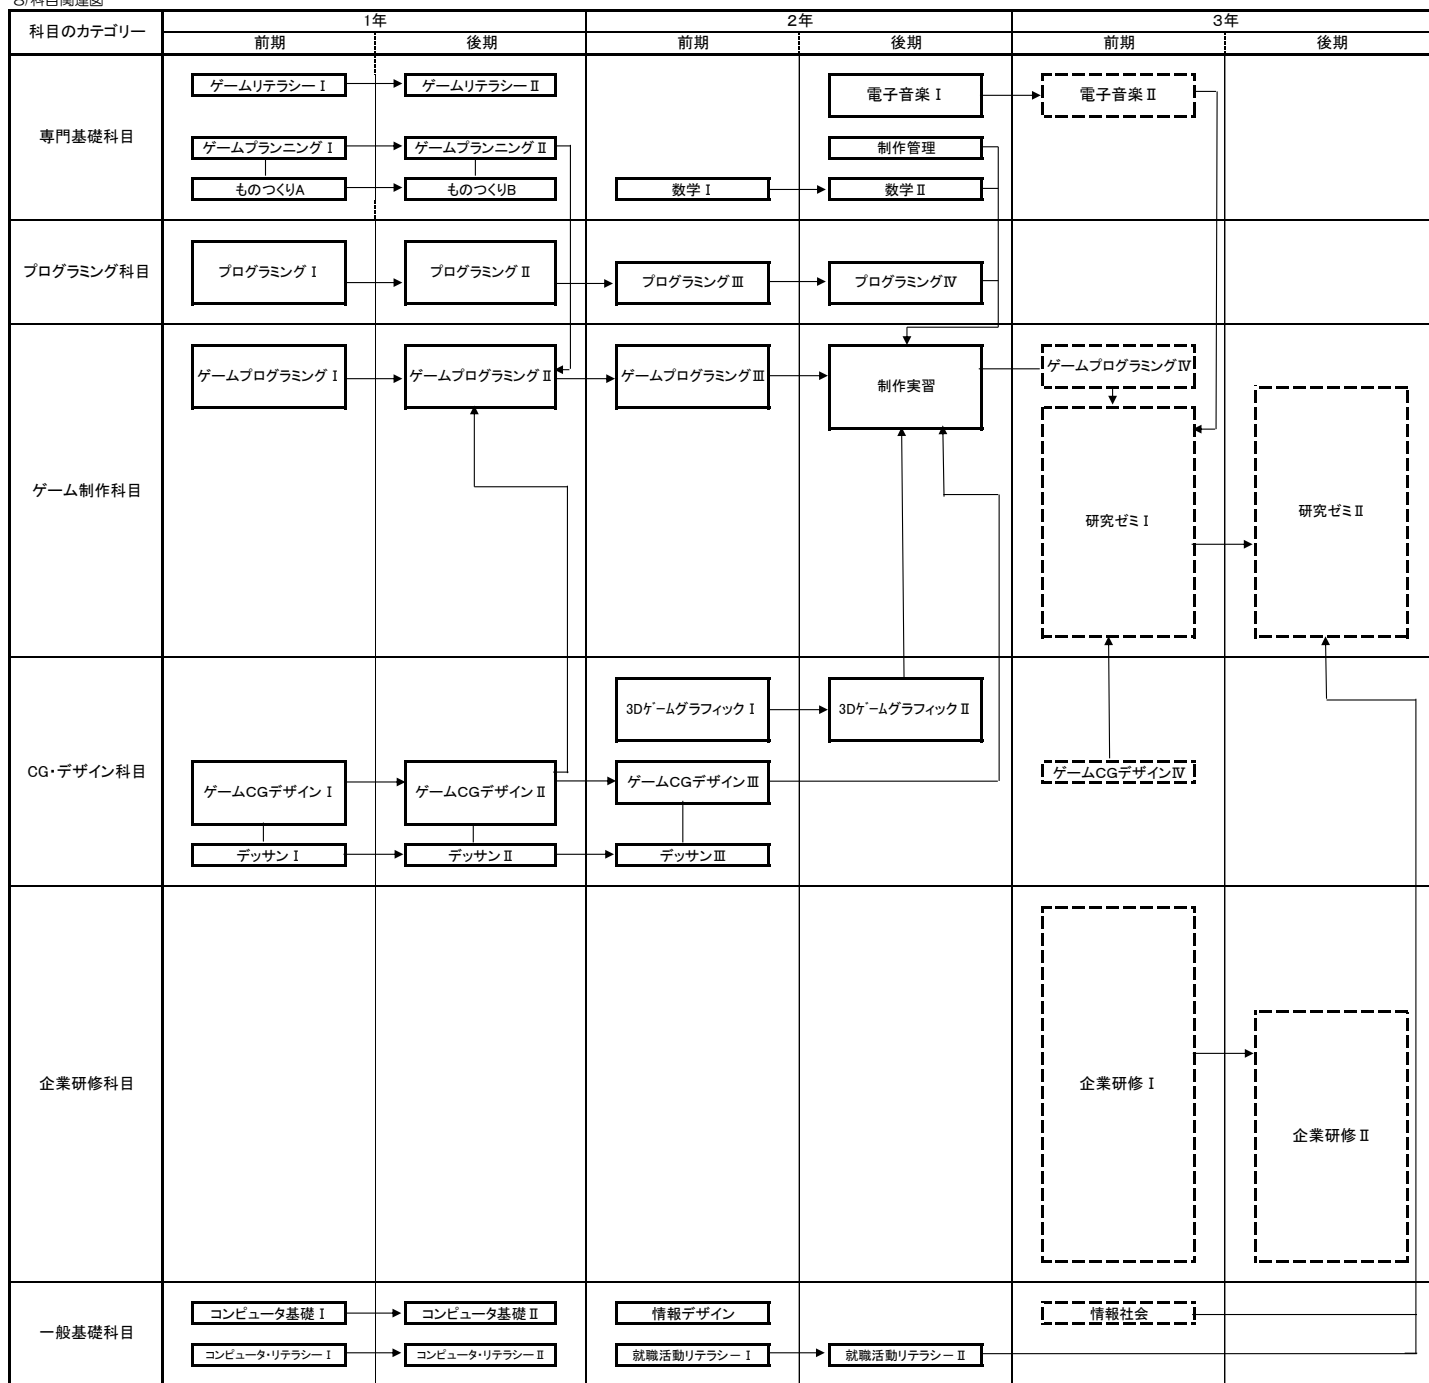 8)科目関連図
科目のカテゴリー
1年
2年
3年
前期
後期
前期
後期
前期
後期
専門基礎科目
ゲームリテラシーⅠ
ゲームリテラシーⅡ
電子音楽Ⅰ
電子音楽Ⅱ
ゲームプランニングⅠ
ゲームプランニングⅡ
制作管理
ものつくりA
ものつくりB
数学Ⅰ
数学Ⅱ
プログラミング科目
プログラミングⅠ
プログラミングⅡ
プログラミングⅢ
プログラミングⅣ
ゲーム制作科目
ゲームプログラミングⅠ
ゲームプログラミングⅡ
ゲームプログラミングⅢ
制作実習
ゲームプログラミングⅣ
研究ゼミⅠ
研究ゼミⅡ
CG・デザイン科目
3Dゲームグラフィックⅰ
3DゲームグラフィックⅡ
ゲームCGデザインⅠ
ゲームCGデザインⅡ
ゲームCGデザインⅢ
ゲームCGデザインⅣ
デッサンⅠ
デッサンⅡ
デッサンⅢ
企業研修科目
企業研修Ⅰ
企業研修Ⅱ
一般基礎科目
コンピュータ基礎Ⅰ
コンピュータ基礎Ⅱ
情報デザイン
情報社会
コンピュータ・リテラシーⅠ
コンピュータ・リテラシーⅡ
就職活動リテラシーⅠ
就職活動リテラシーⅡ